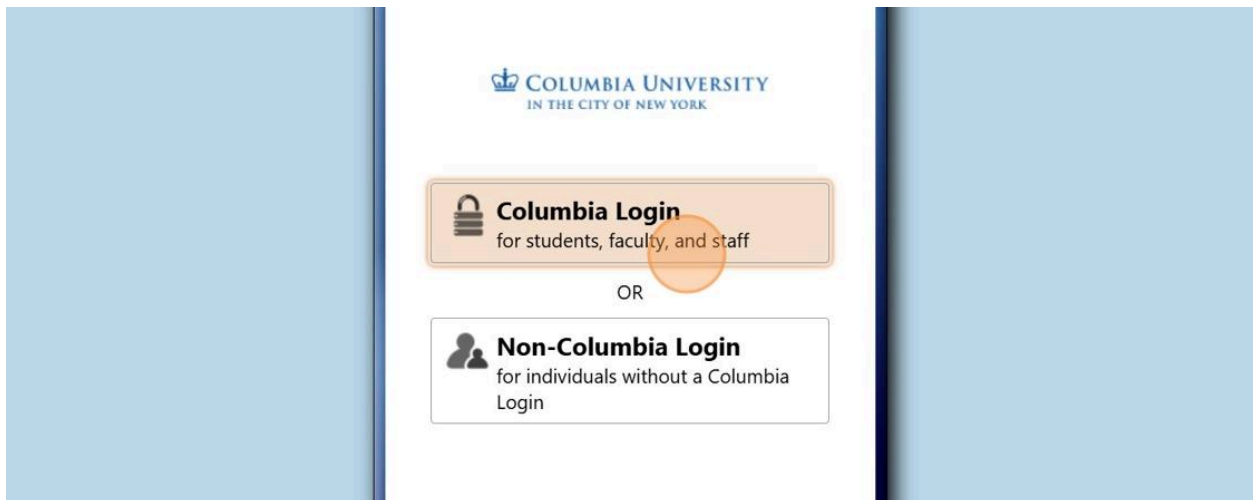 COLUMBIA UNIVERSITY
IN THE CITY OF NEW YORK
Columbia Login
for students, faculty, and staff
OR
Non-Columbia Login
for individuals without a Columbia
Login